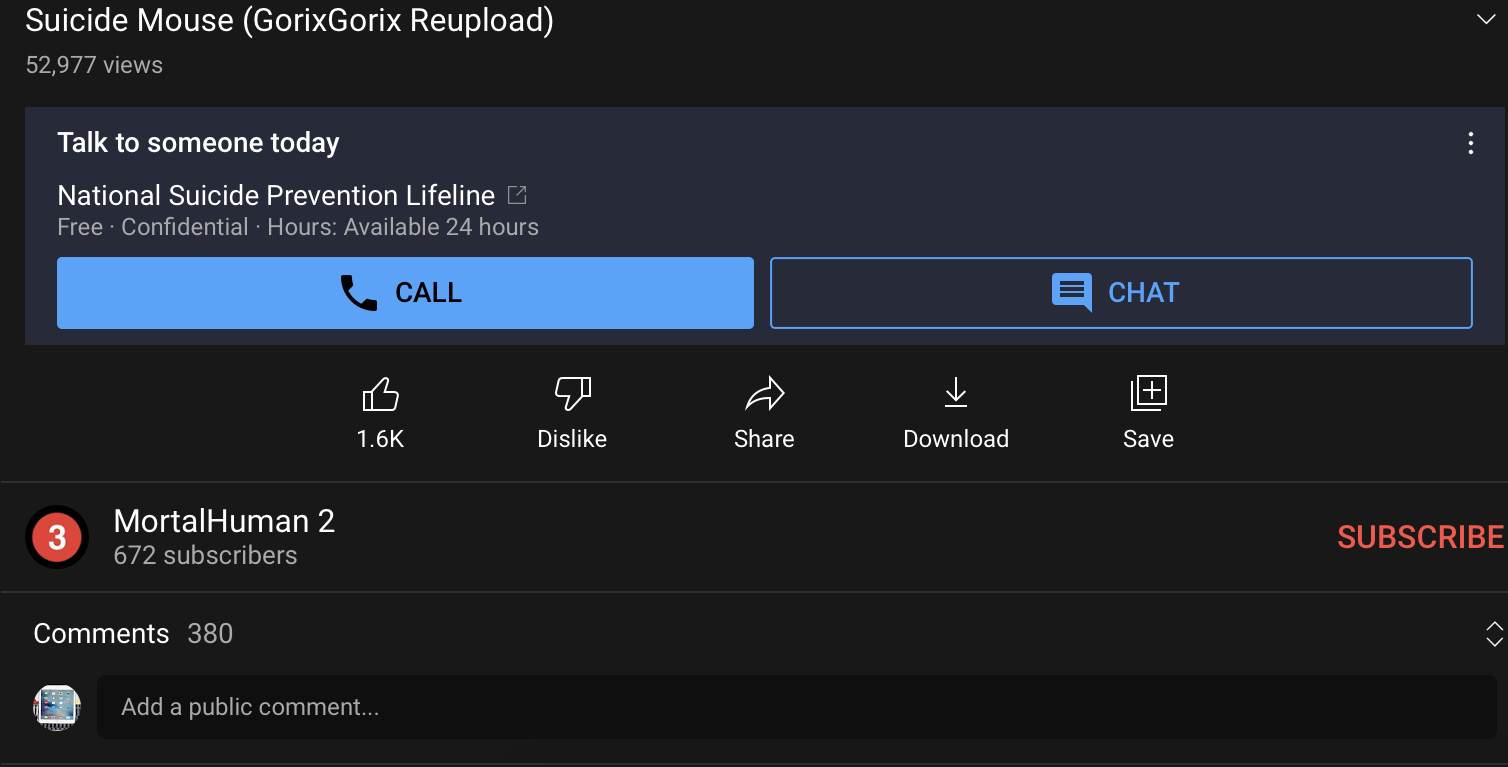 Suicide Mouse (GorixGorix Reupload)
52,977 views
Talk to someone today
National Suicide Prevention Lifeline
Free · Confidential · Hours: Available 24 hours
CALL
CHAT
1.6K
Dislike
Share
Download
Save
3
MortalHuman 2
672 subscribers
SUBSCRIBE
Comments 380
Add a public comment...